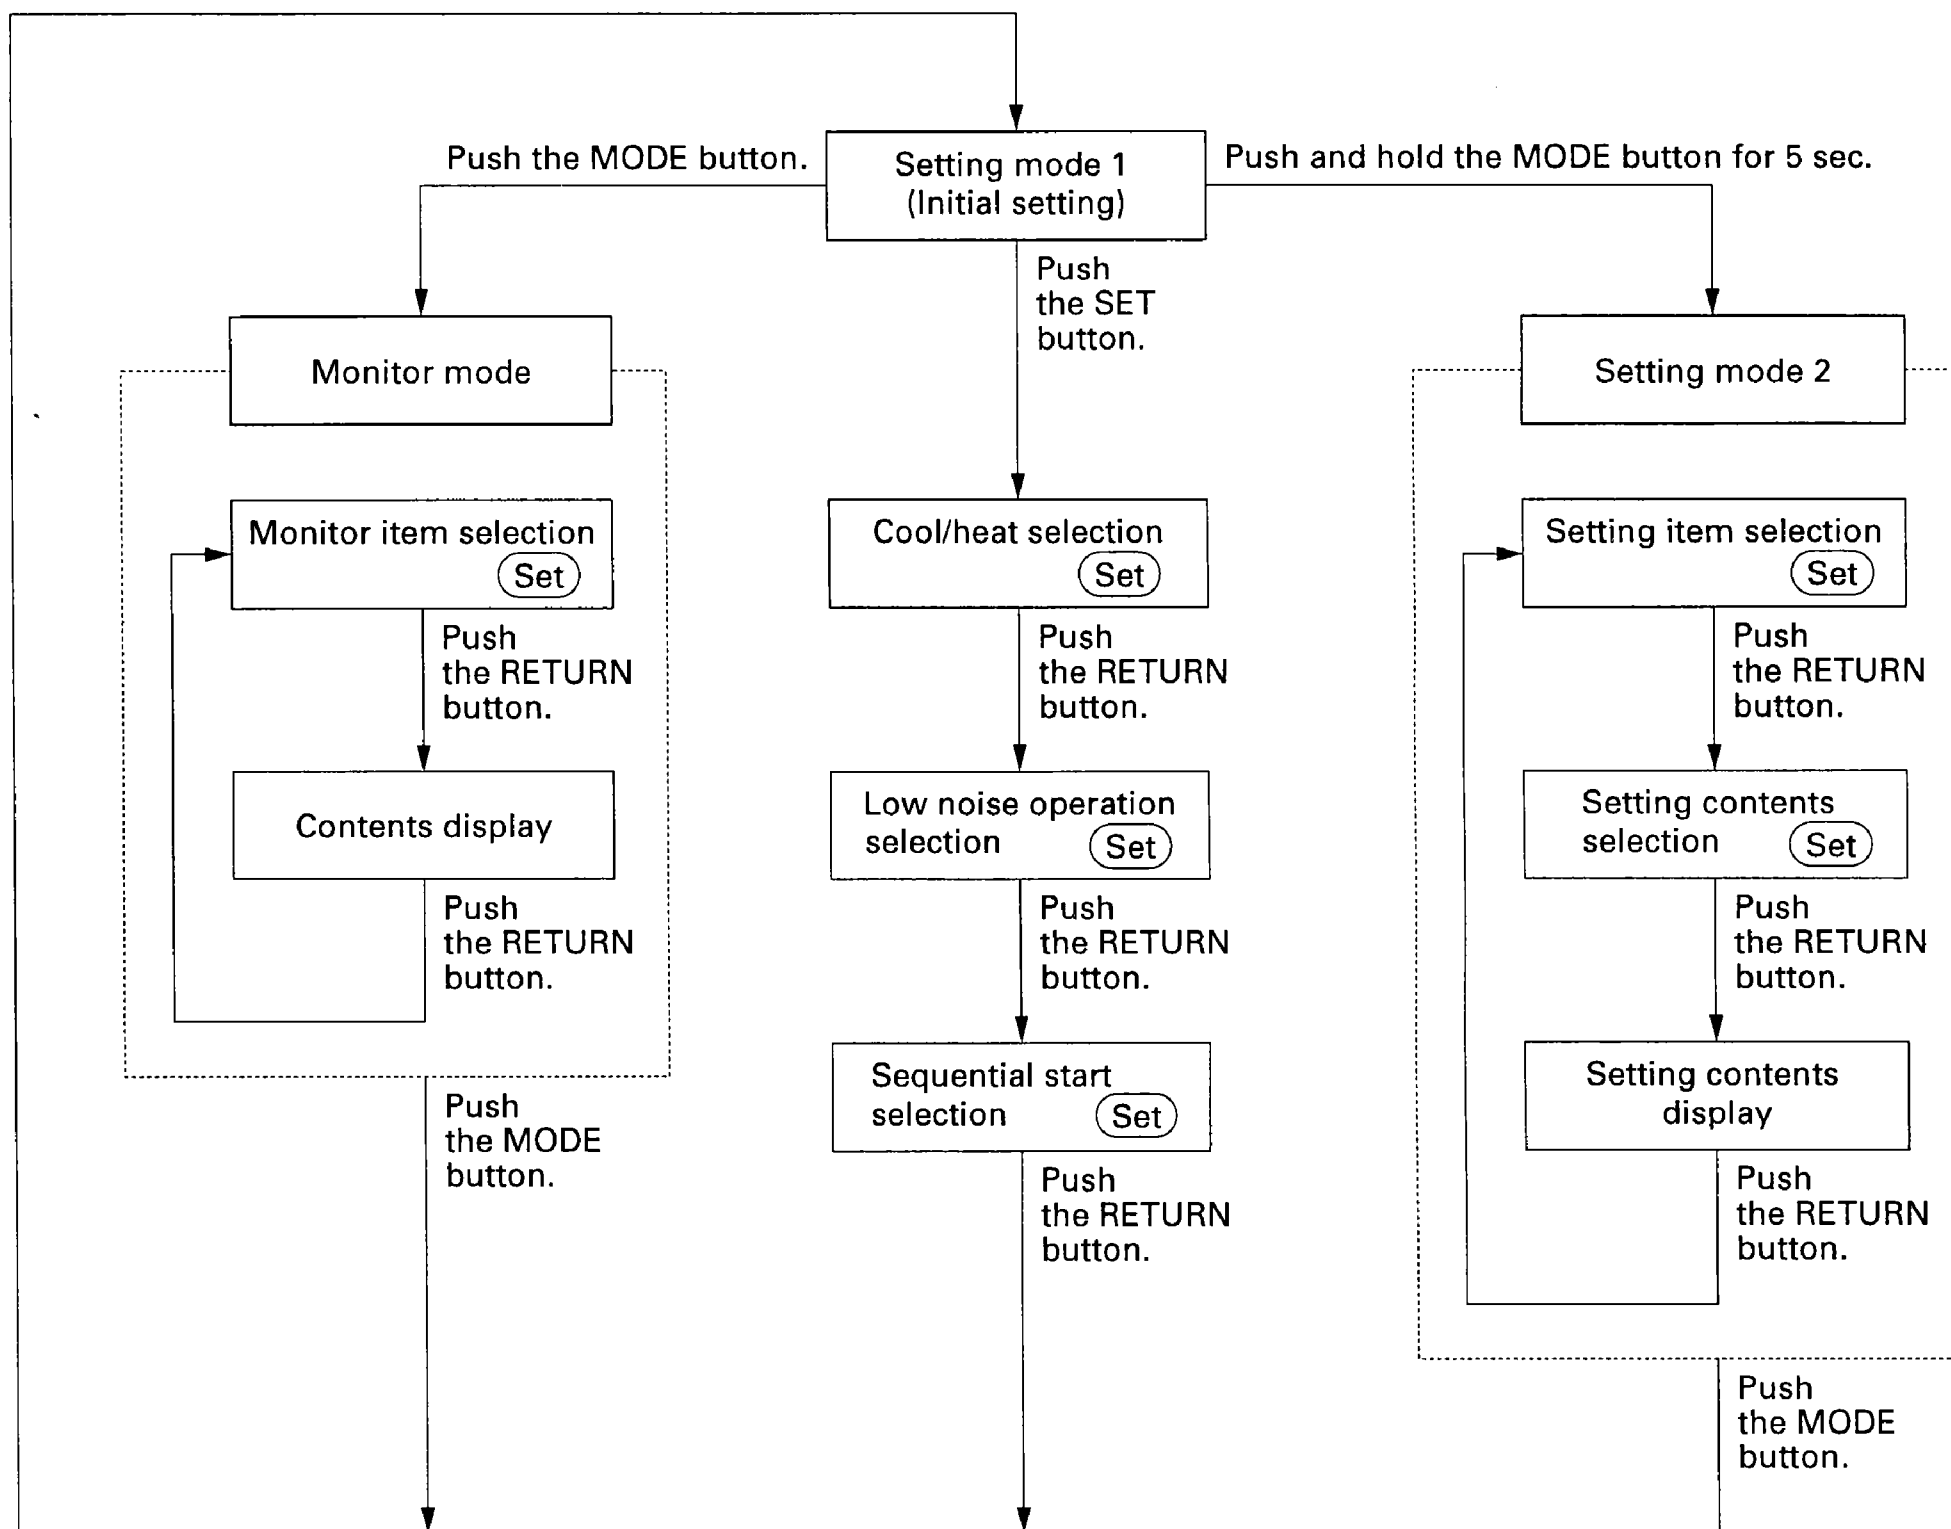 Push the MODE button.
Setting mode 1
(Initial setting)
Push and hold the MODE button for 5 sec.
Push
the SET
button.
Monitor mode
Setting mode 2
Monitor item selection
Set
Cool/heat selection
Set
Setting item selection
Set
Push
the RETURN
button.
Push
the RETURN
button.
Push
the RETURN
button.
Contents display
Low noise operation
selection
Set
Setting contents
selection
Set
Push
the RETURN
button.
Push
the RETURN
button.
Push
the RETURN
button.
Sequential start
selection
Set
Setting contents
display
Push
the MODE
button.
Push
the RETURN
button.
Push
the RETURN
button.
Push
the MODE
button.